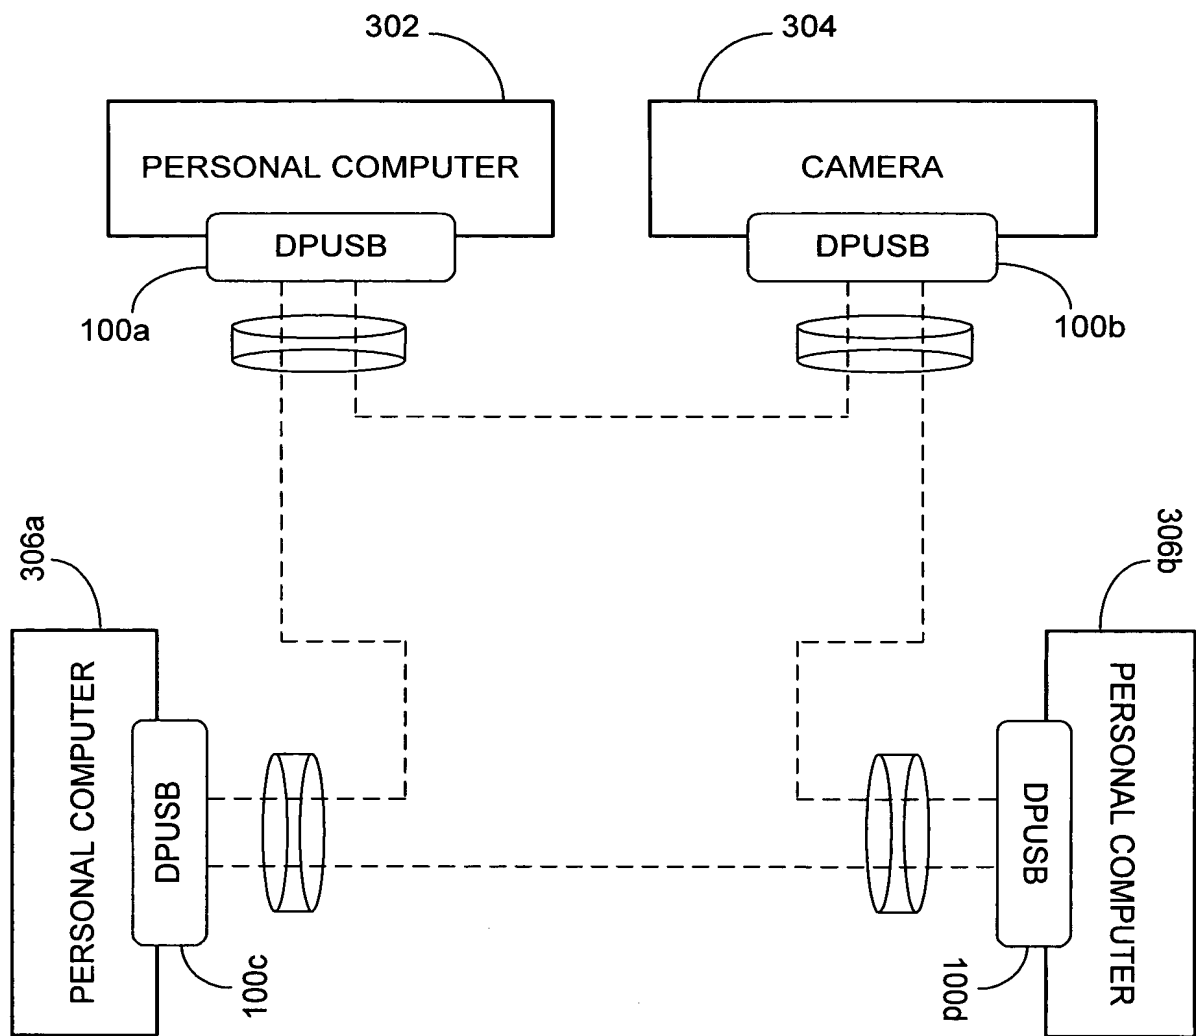 302
304
PERSONAL COMPUTER
CAMERA
DPUSB
DPUSB
100a
100b
306a
306b
PERSONAL COMPUTER
DPUSB
DPUSB
PERSONAL COMPUTER
100c
100d